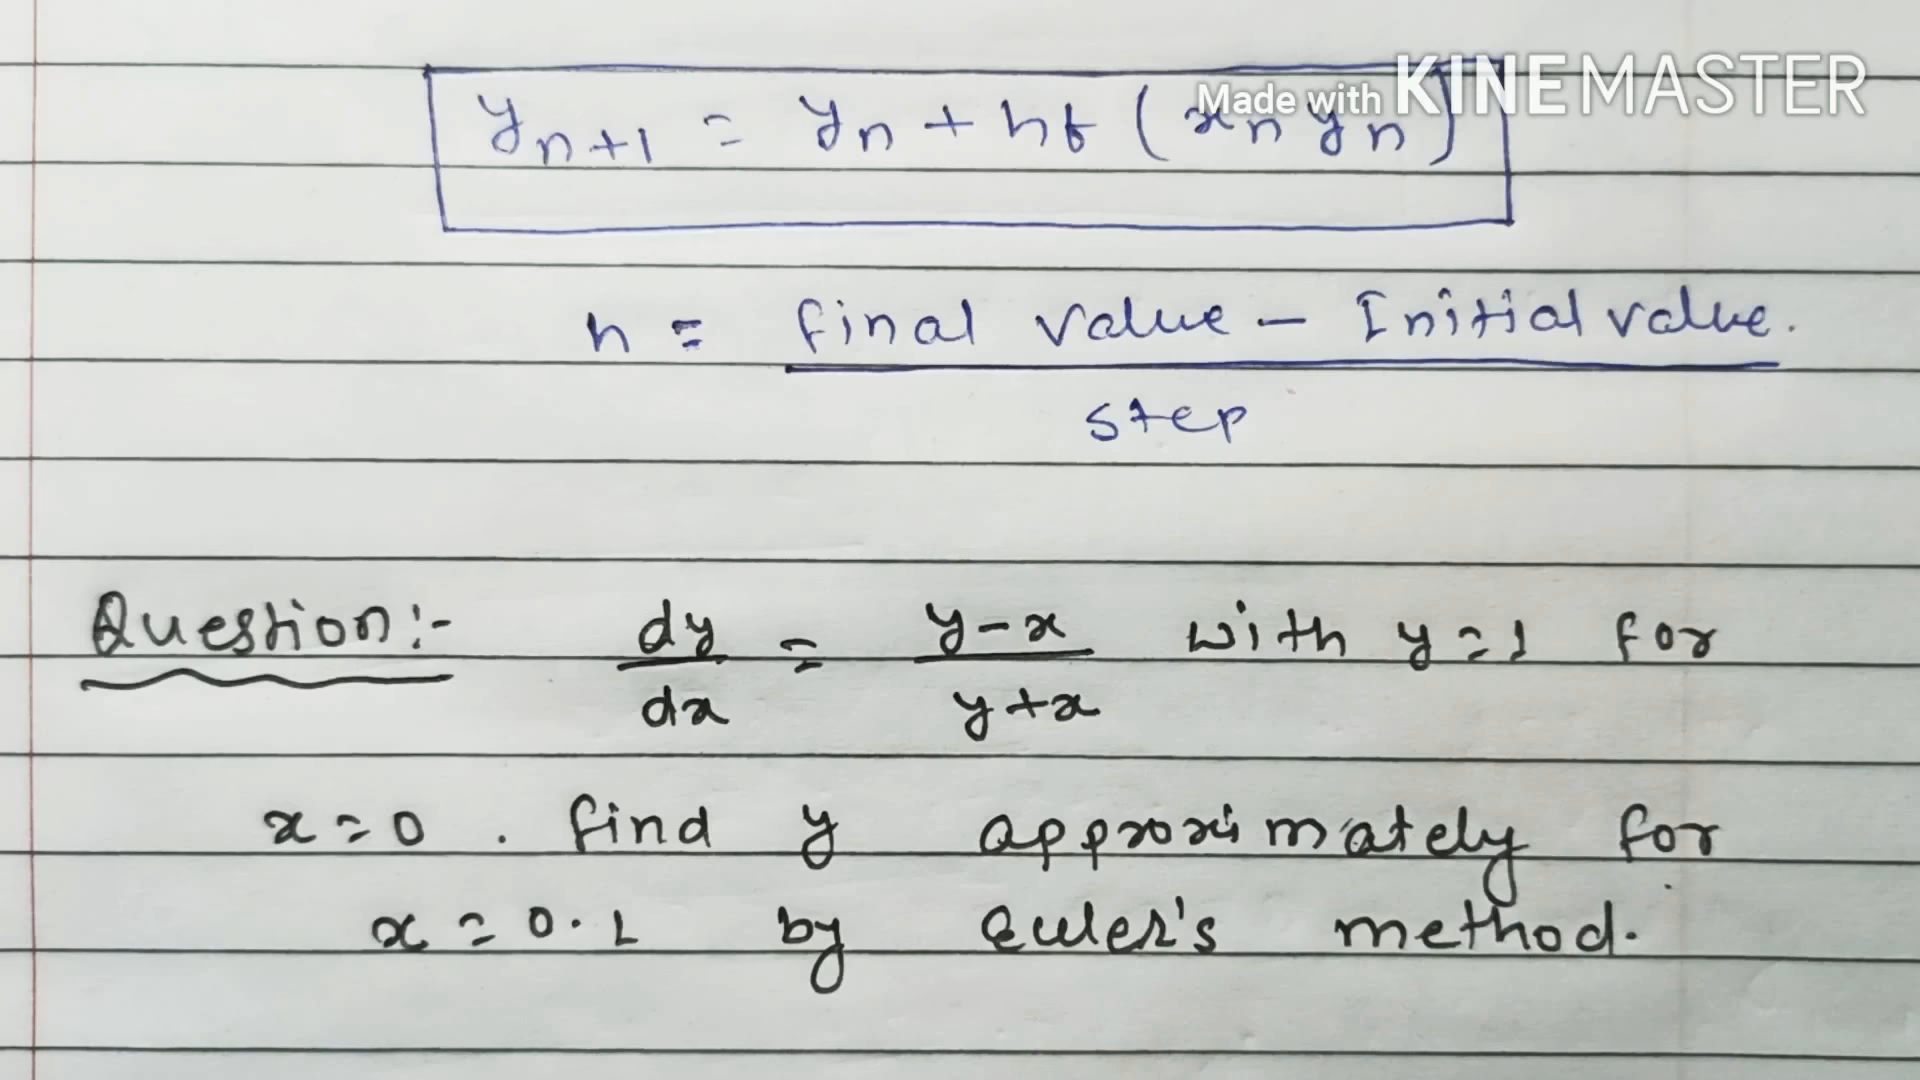 Made with KINEMASTER
yn+1 = yn + hf (xn yn)
h = final value - Initial value.
step
Question:- dy/dx = y-x/y+x with y=1 for
x=0 . find y approximately for
x=0.1 by Euler's method.